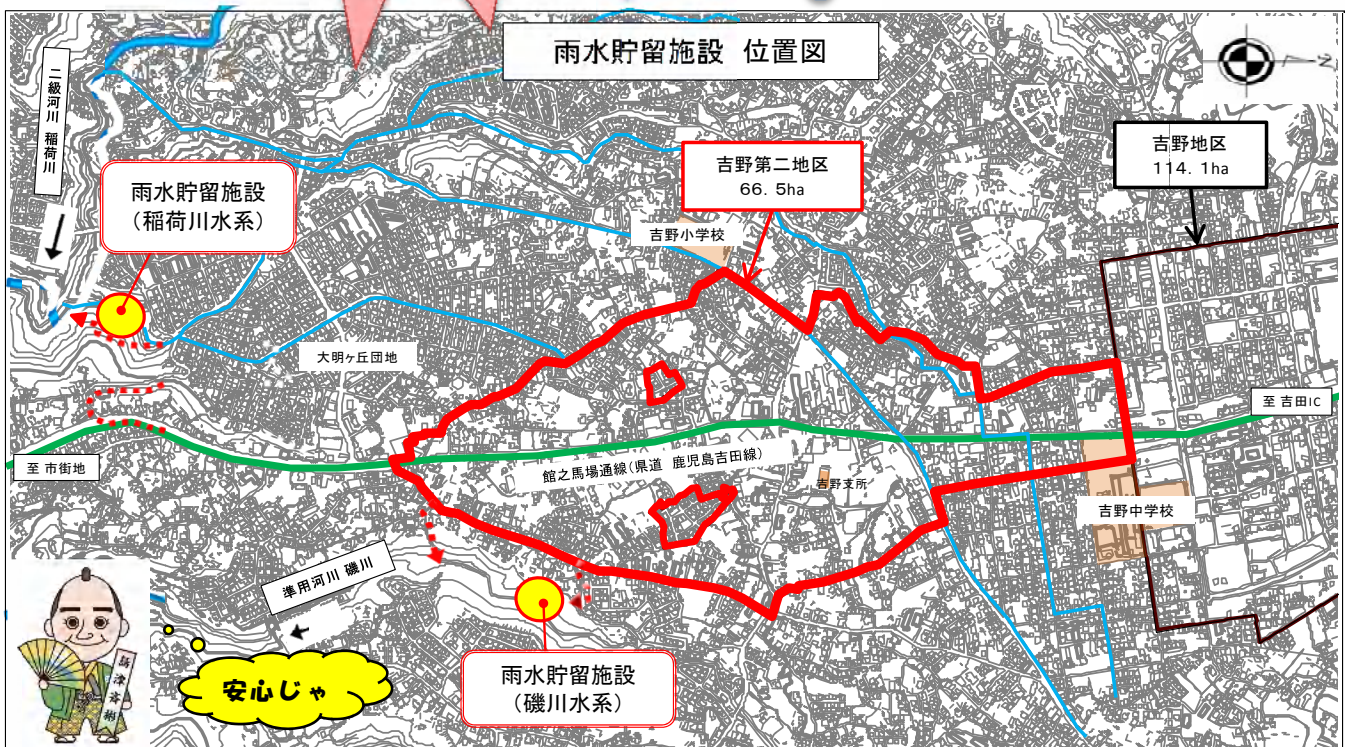 雨水貯留施設 位置図
N
二級河川 稲荷川
吉野地区
114. 1ha
吉野第二地区
66. 5ha
雨水貯留施設
(稲荷川水系)
吉野小学校
大明ヶ丘団地
至 吉田IC
至 市街地
館之馬場通線(県道 鹿児島吉田線)
吉野支所
吉野中学校
準用河川 磯川
雨水貯留施設
(磯川水系)
安心じゃ